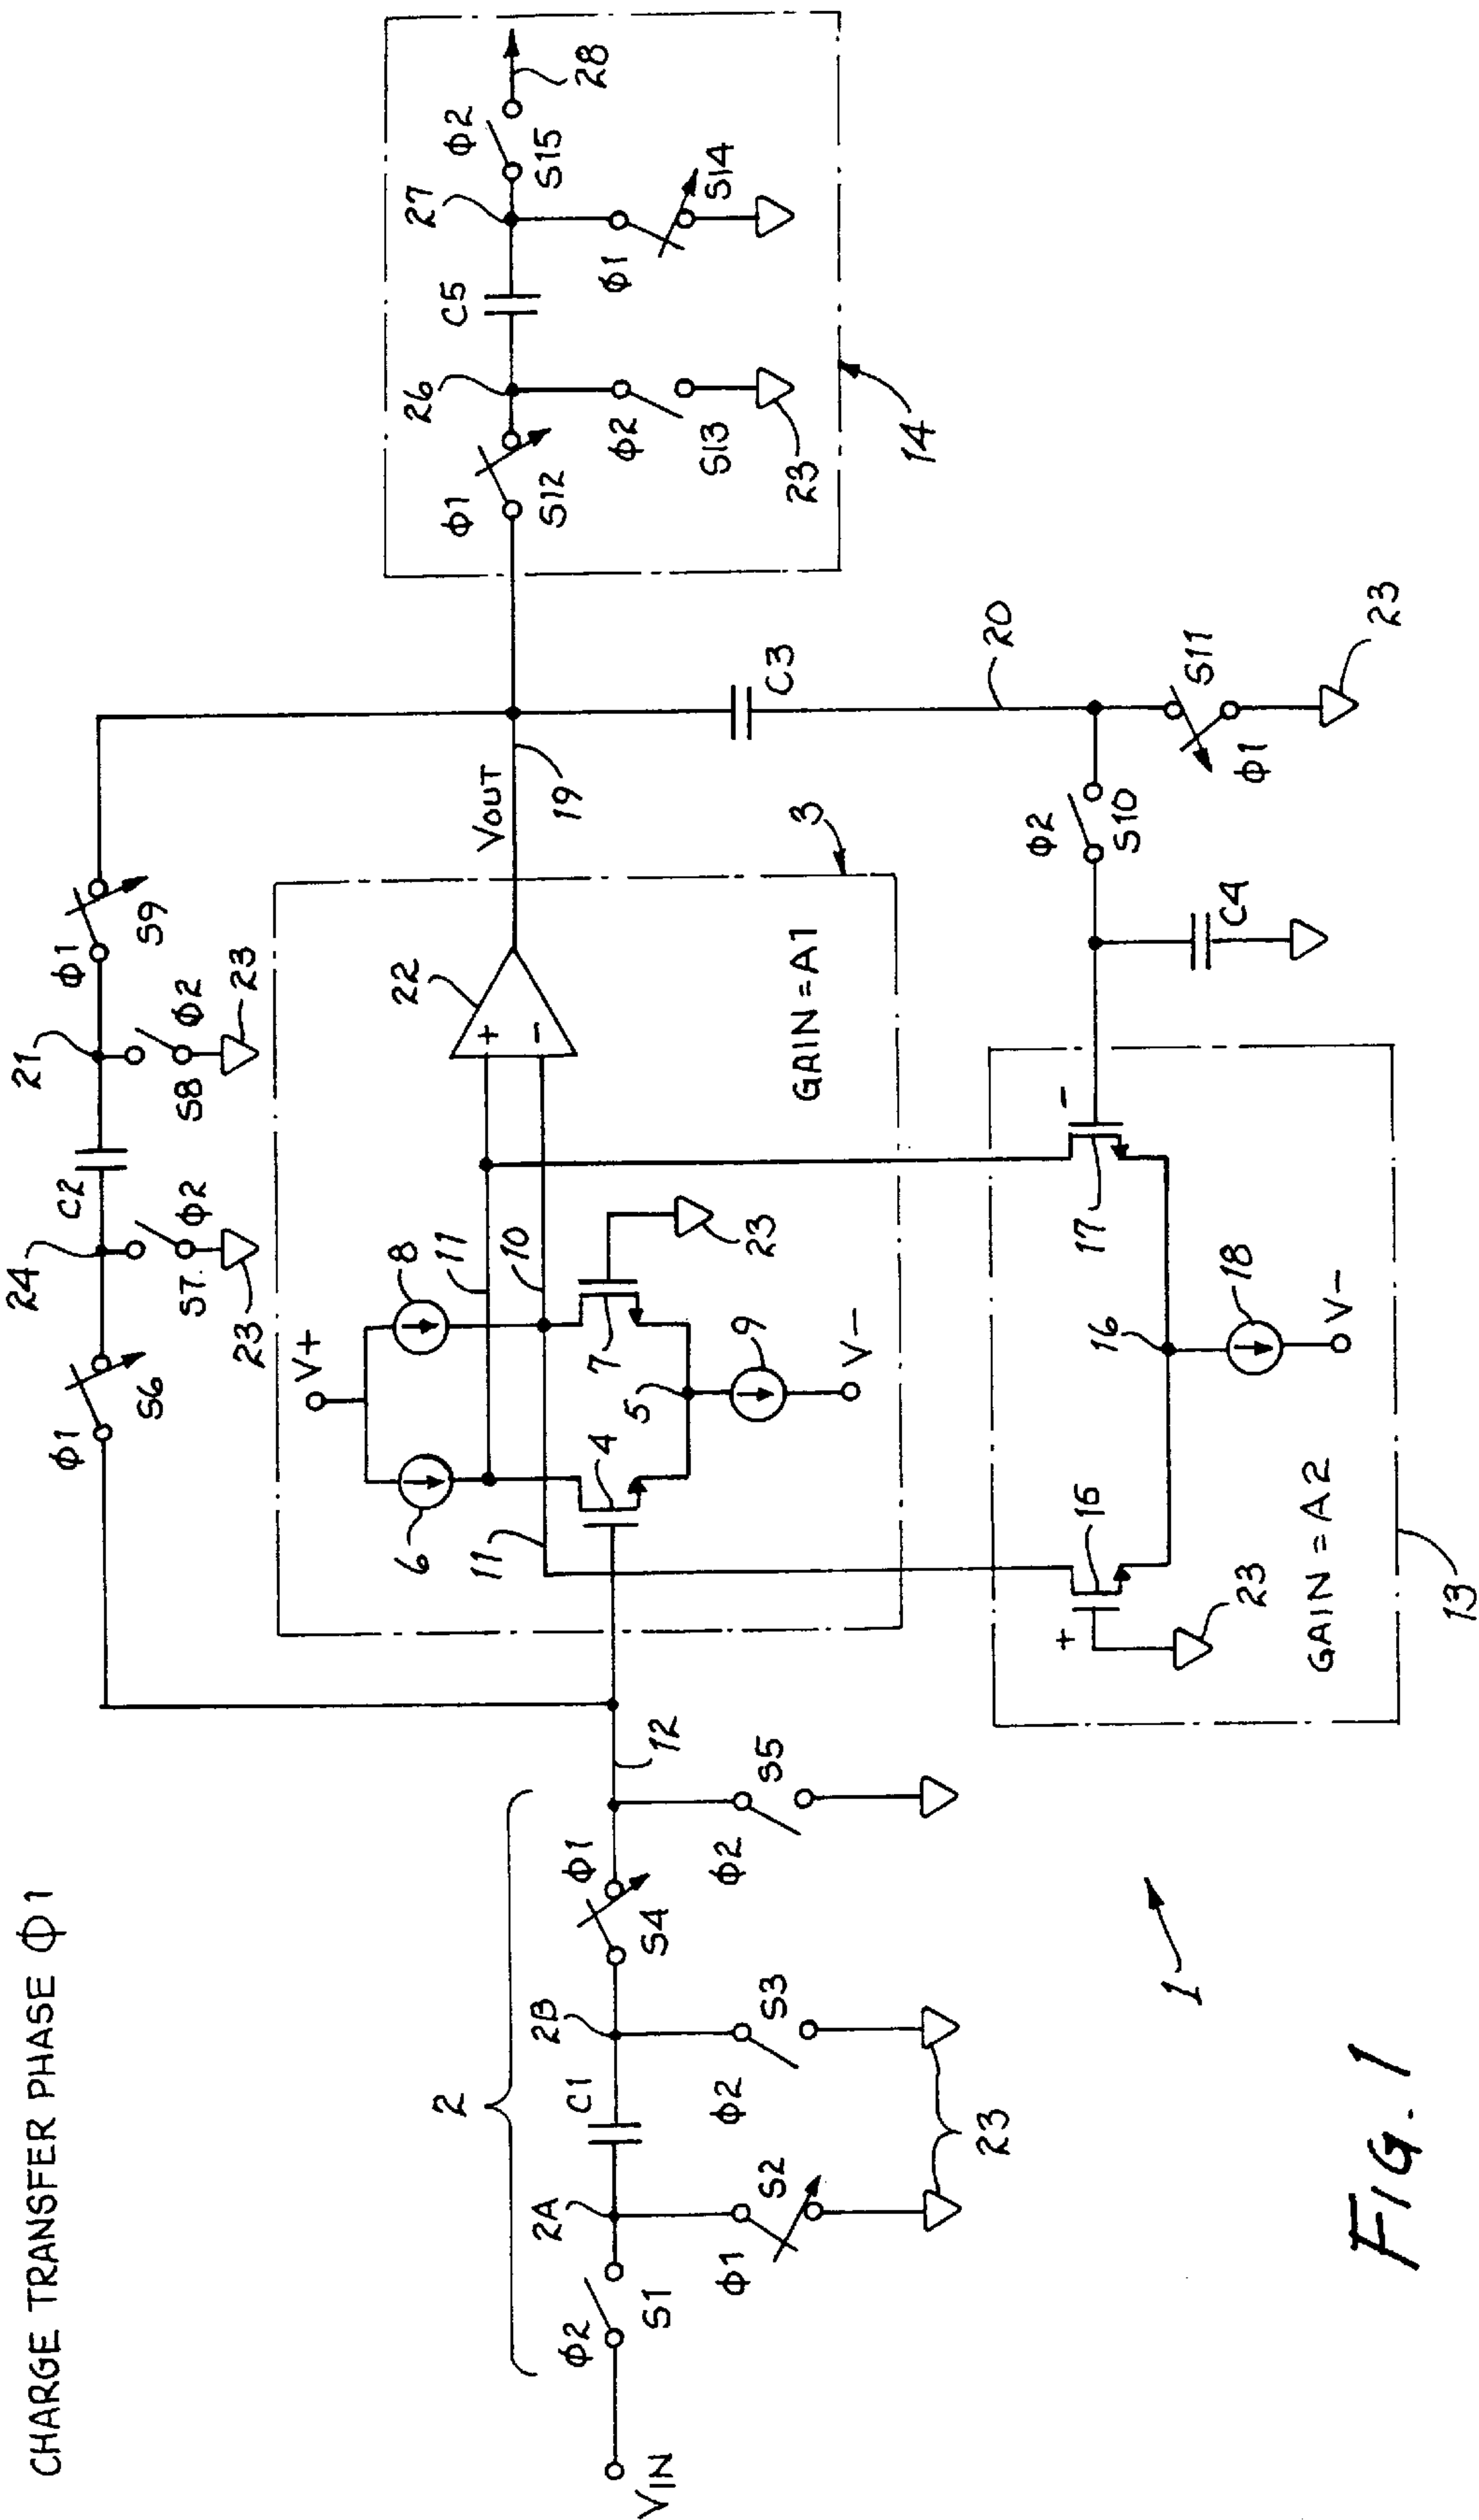 CHARGE TRANSFER PHASE Φ1
24
21
C2
Φ1
S6
S7
Φ2
23
S8
Φ2
23
Φ1
S9
V+
6
8
11
11
10
22
+
-
VOUT
19
4
7
5
23
9
V-
GAIN = A1
3
2
VIN
Φ2
S1
2A
C1
2B
Φ1
S4
12
Φ1
S2
Φ2
S3
Φ2
S5
23
Φ1
S12
26
C5
27
Φ2
S15
28
Φ2
S13
Φ1
S14
23
14
C3
20
Φ2
S10
C4
S11
Φ1
23
+
16
23
-
17
16
18
V-
GAIN = A2
13
1
FIG. 1